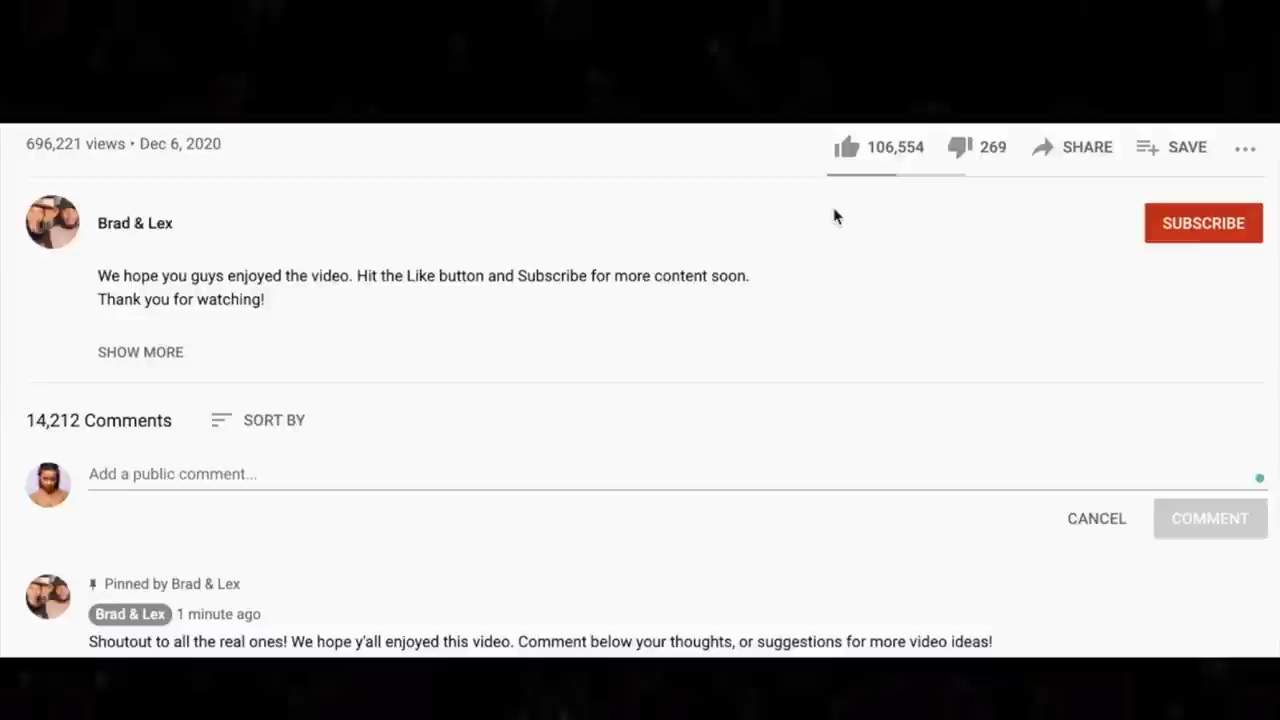 696,221 views • Dec 6, 2020
106,554 269 SHARE SAVE
Brad & Lex
SUBSCRIBE
We hope you guys enjoyed the video. Hit the Like button and Subscribe for more content soon.
Thank you for watching!
SHOW MORE
14,212 Comments SORT BY
Add a public comment...
CANCEL COMMENT
Pinned by Brad & Lex
Brad & Lex 1 minute ago
Shoutout to all the real ones! We hope y'all enjoyed this video. Comment below your thoughts, or suggestions for more video ideas!